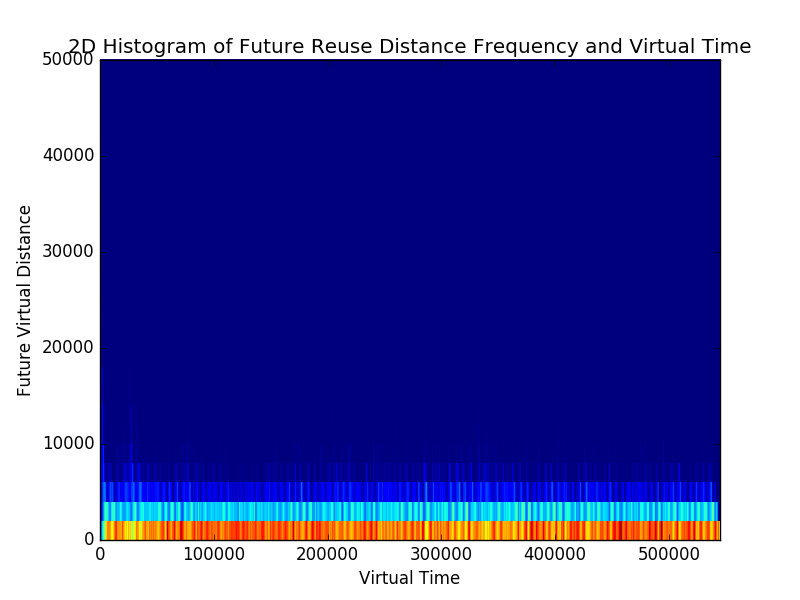 2D Histogram of Future Reuse Distance Frequency and Virtual Time
50000
40000
30000
20000
10000
0
Future Virtual Distance
0 100000 200000 300000 400000 500000
Virtual Time